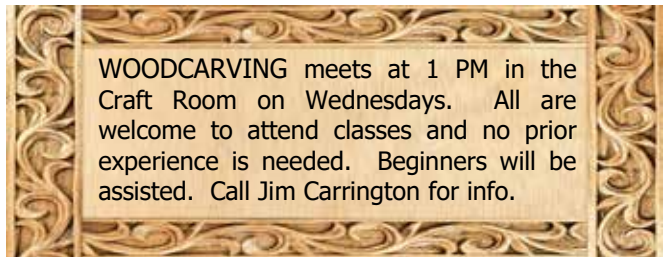 WOODCARVING meets at 1 PM in the
Craft Room on Wednesdays. All are
welcome to attend classes and no prior
experience is needed. Beginners will be
assisted. Call Jim Carrington for info.